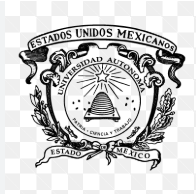 ESTADOS UNIDOS MEXICANOS
UNIVERSIDAD AUTONOMA
PATRIA · CIENCIA Y TRABAJO
ESTADO MEXICO